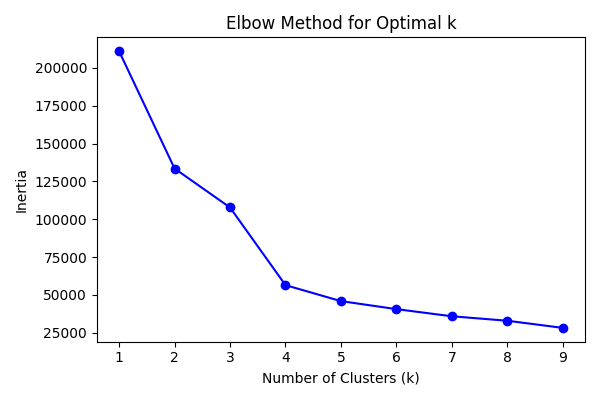 Elbow Method for Optimal k
200000
175000
150000
125000
100000
75000
50000
25000
Inertia
1 2 3 4 5 6 7 8 9
Number of Clusters (k)